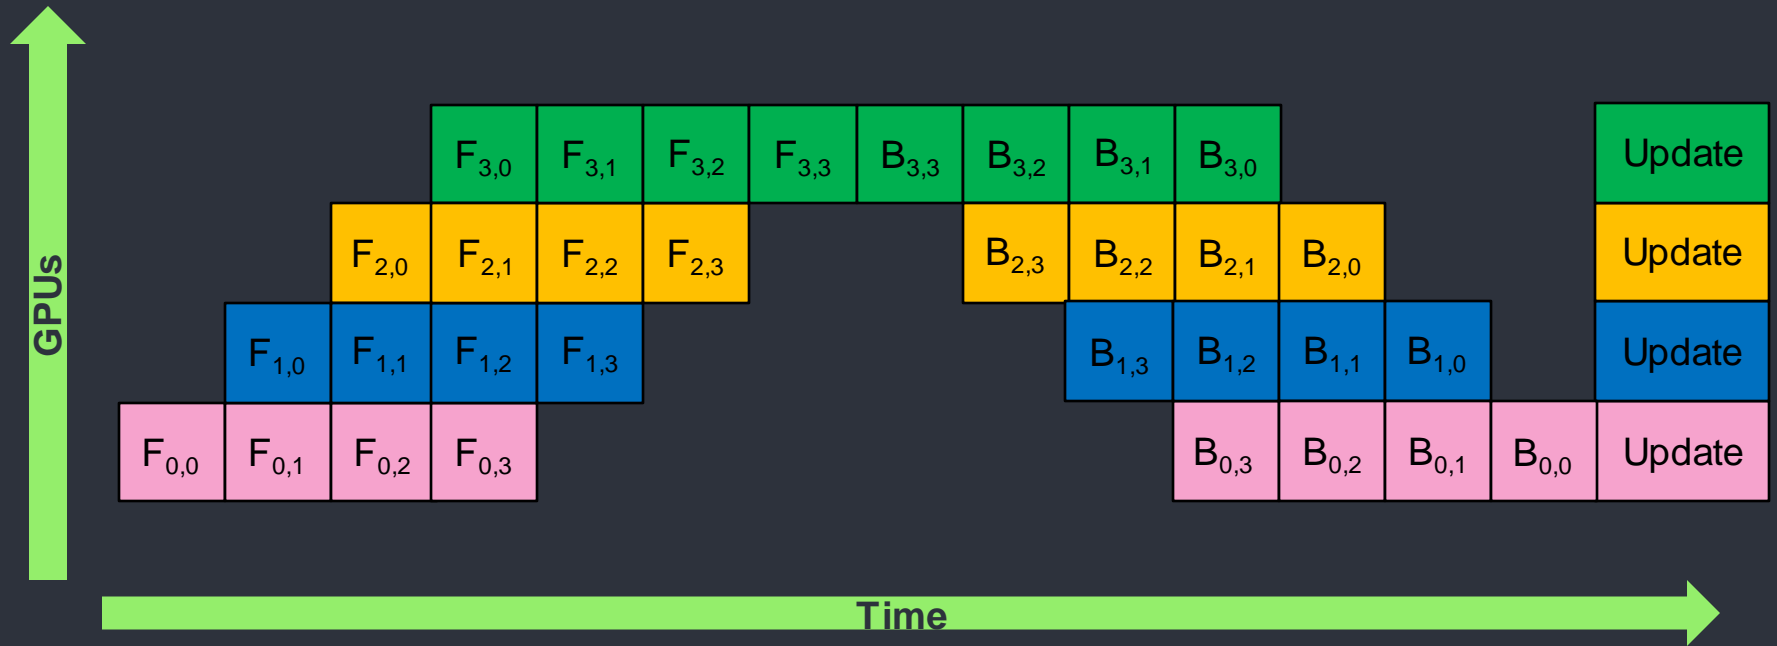 F3,0 F3,1 F3,2 F3,3 B3,3 B3,2 B3,1 B3,0 Update
F2,0 F2,1 F2,2 F2,3 B2,3 B2,2 B2,1 B2,0 Update
F1,0 F1,1 F1,2 F1,3 B1,3 B1,2 B1,1 B1,0 Update
F0,0 F0,1 F0,2 F0,3 B0,3 B0,2 B0,1 B0,0 Update
GPUs
Time